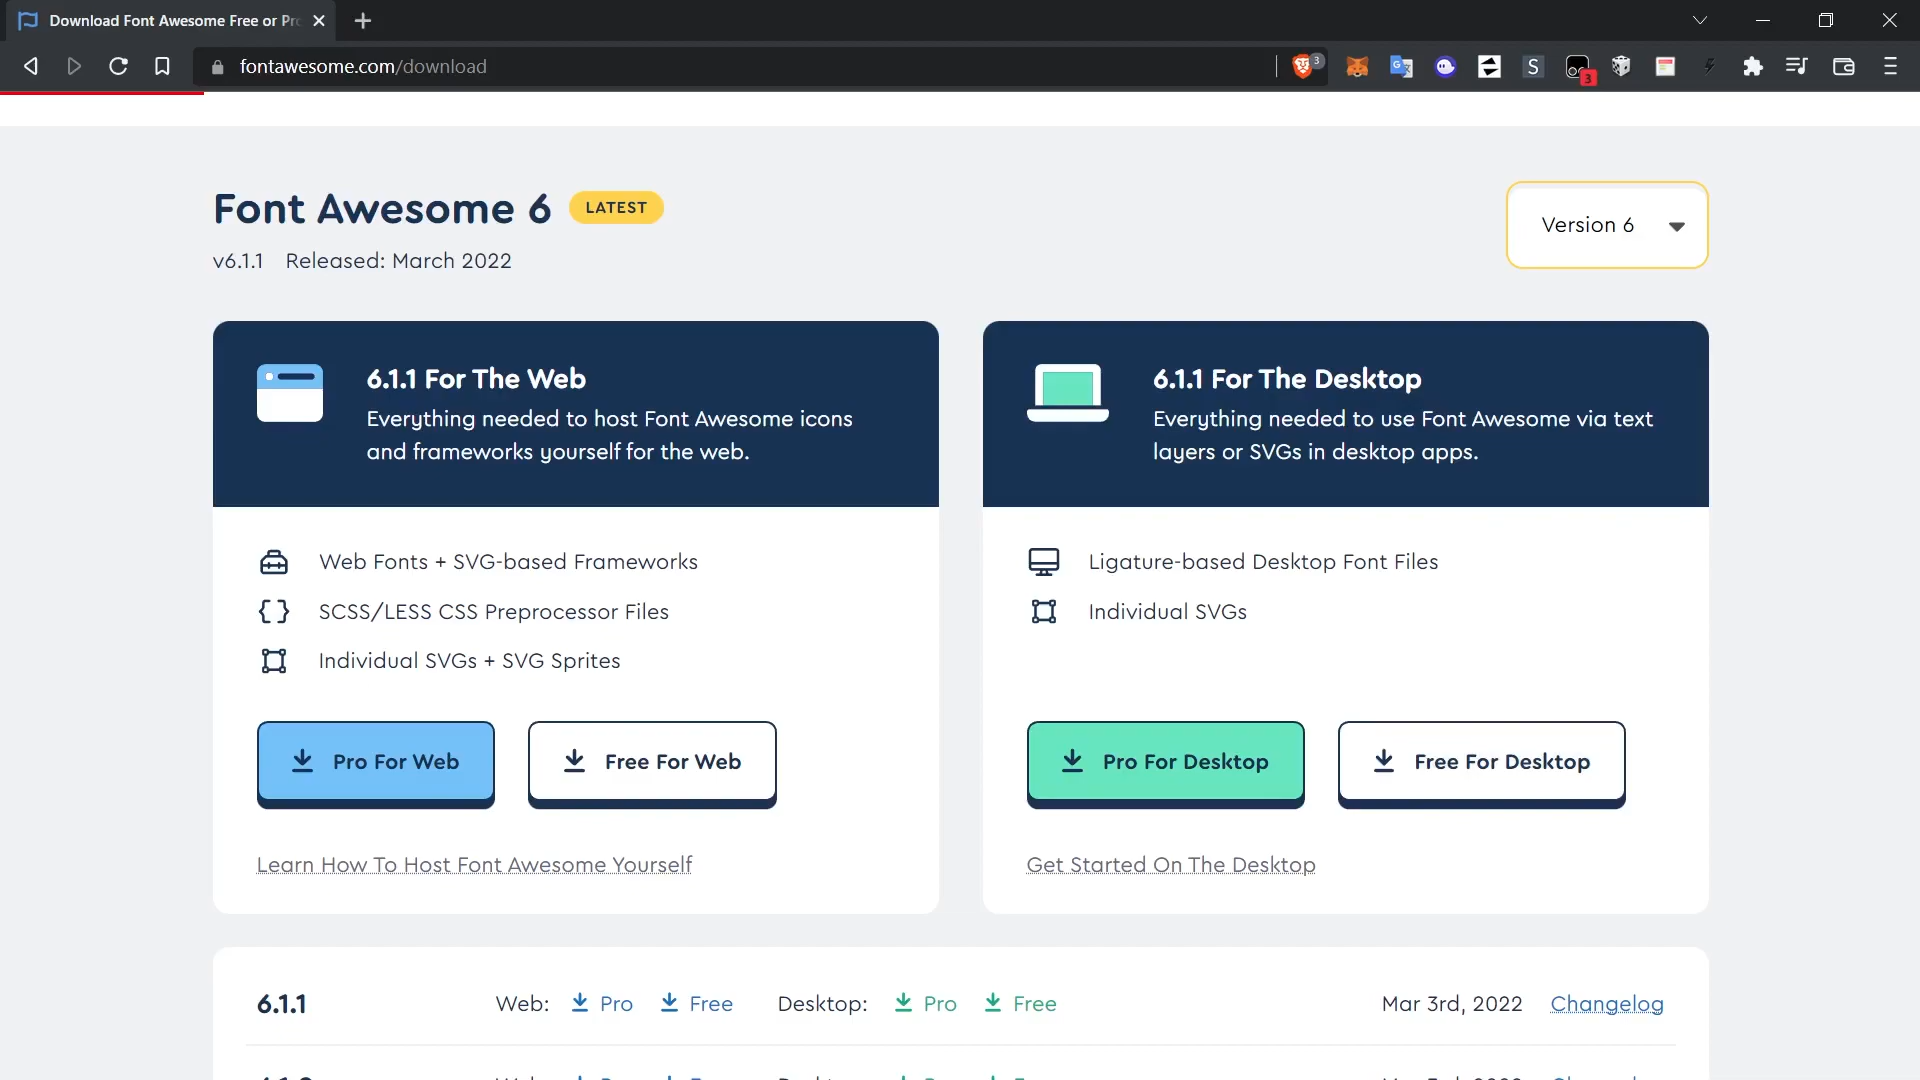 Download Font Awesome Free or Pro
fontawesome.com/download
3
3
Font Awesome 6 LATEST
v6.1.1 Released: March 2022
Version 6
6.1.1 For The Web
Everything needed to host Font Awesome icons
and frameworks yourself for the web.
Web Fonts + SVG-based Frameworks
SCSS/LESS CSS Preprocessor Files
Individual SVGs + SVG Sprites
Pro For Web
Free For Web
Learn How To Host Font Awesome Yourself
6.1.1 For The Desktop
Everything needed to use Font Awesome via text
layers or SVGs in desktop apps.
Ligature-based Desktop Font Files
Individual SVGs
Pro For Desktop
Free For Desktop
Get Started On The Desktop
6.1.1 Web: Pro Free Desktop: Pro Free Mar 3rd, 2022 Changelog